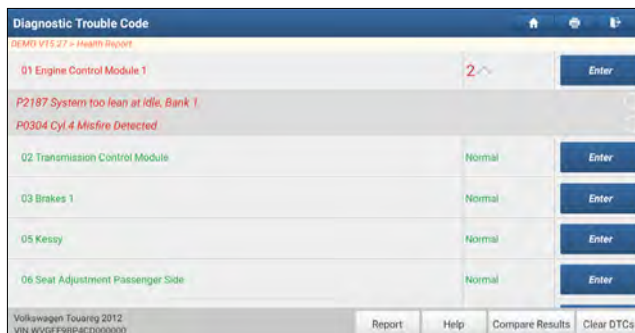 Diagnostic Trouble Code
DEMO V15.27 > Health Report
01 Engine Control Module 1 2 Enter
P2187 System too lean at idle, Bank 1
P0304 Cyl.4 Misfire Detected
02 Transmission Control Module Normal Enter
03 Brakes 1 Normal Enter
05 Kessy Normal Enter
06 Seat Adjustment Passenger Side Normal Enter
Volkswagen Touareg 2012
VIN WVGFF9BP4CD000000
Report Help Compare Results Clear DTCs